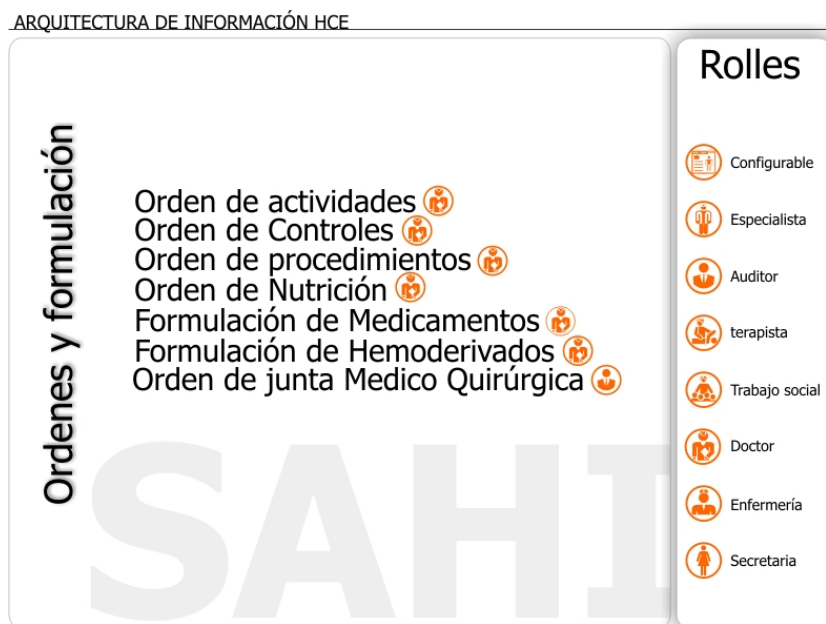 ARQUITECTURA DE INFORMACIÓN HCE
Ordenes y formulación
Orden de actividades
Orden de Controles
Orden de procedimientos
Orden de Nutrición
Formulación de Medicamentos
Formulación de Hemoderivados
Orden de junta Medico Quirúrgica
SAHI
Rolles
Configurable
Especialista
Auditor
terapista
Trabajo social
Doctor
Enfermería
Secretaria